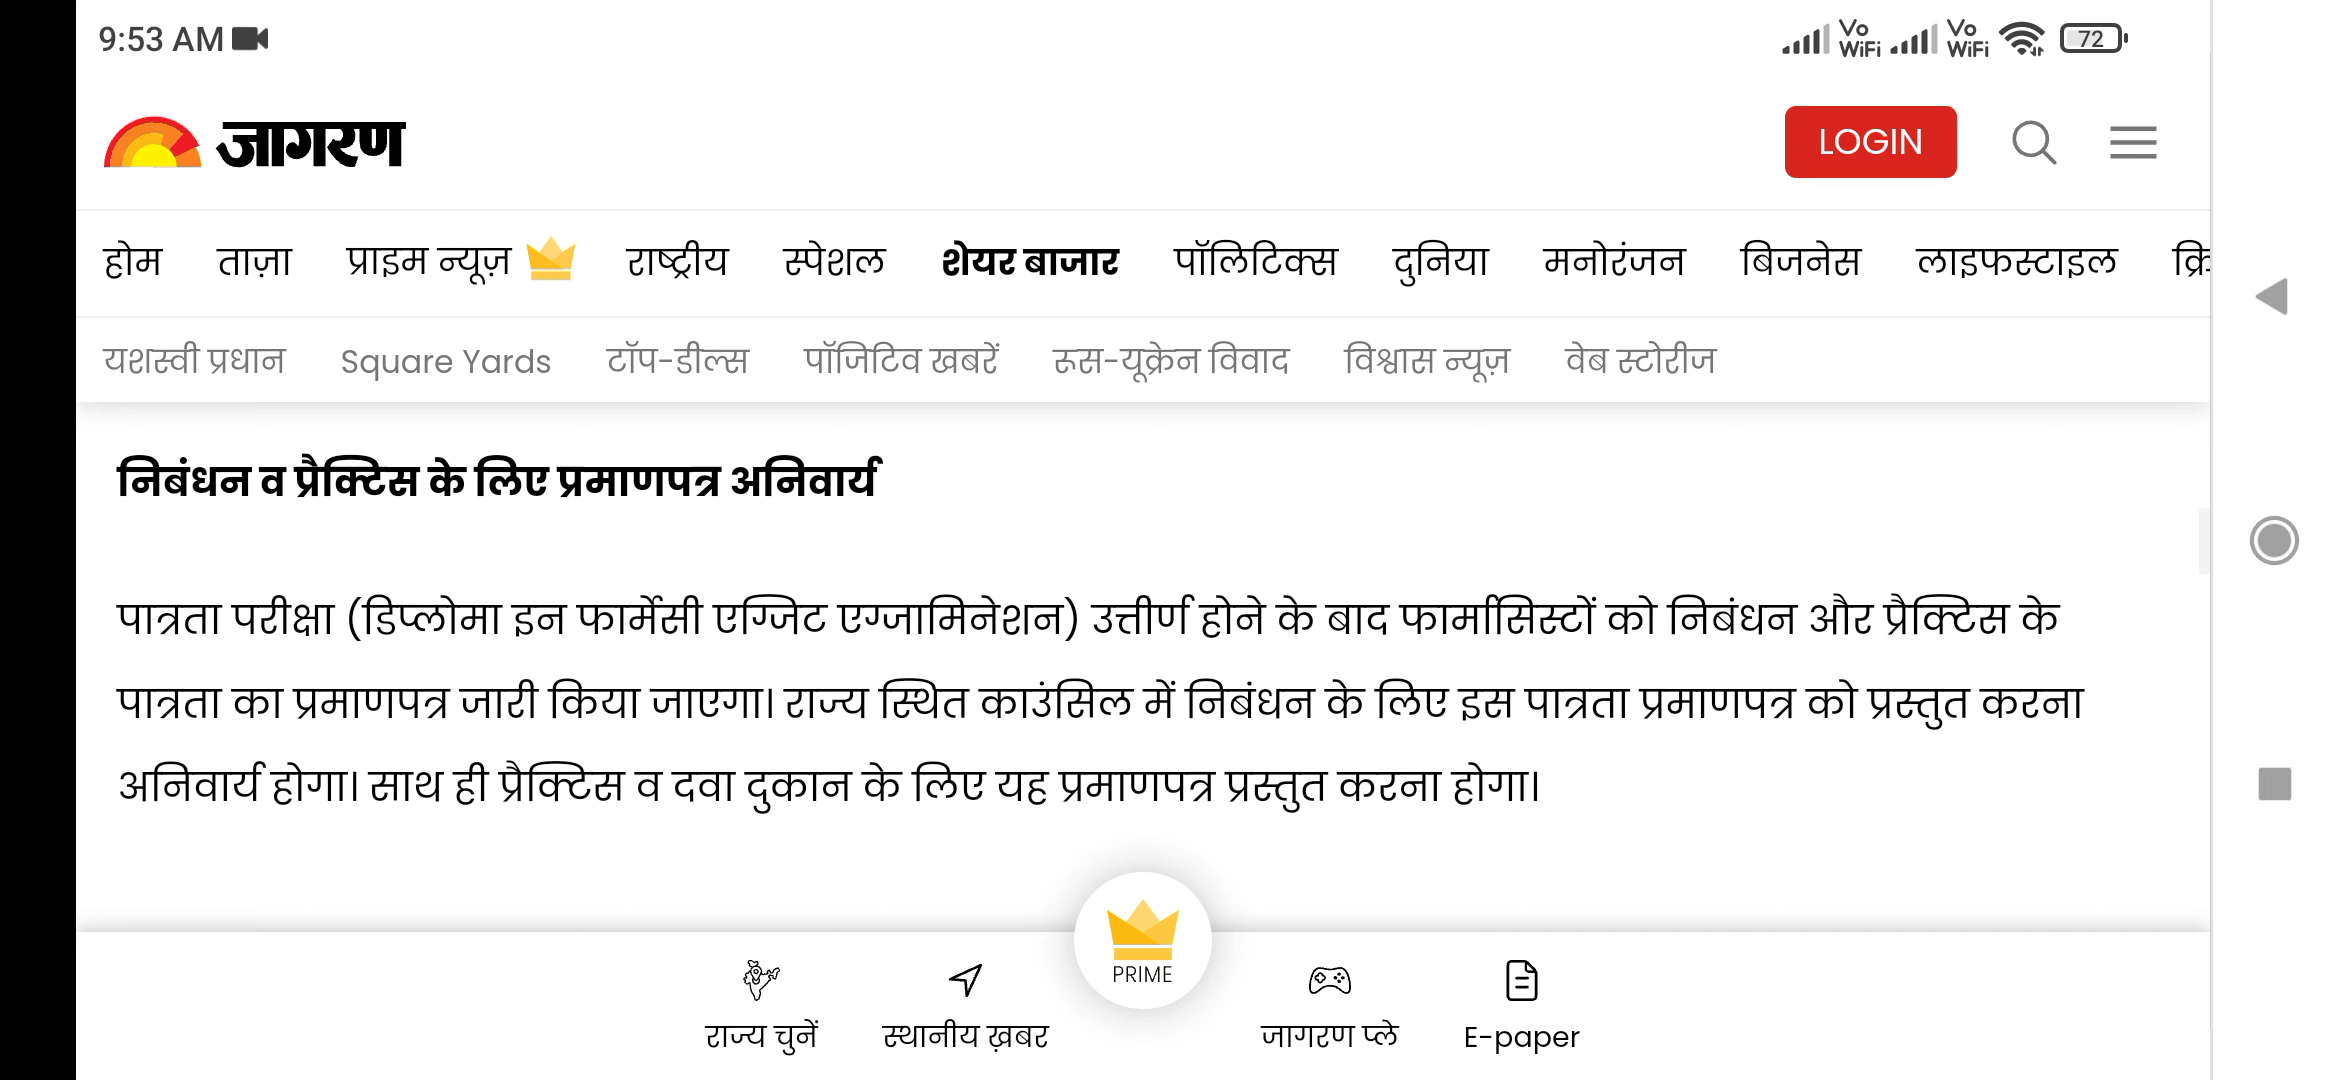 9:53 AM Vo WiFi Vo WiFi 72
जागरण LOGIN
होम ताज़ा प्राइम न्यूज़ राष्ट्रीय स्पेशल शेयर बाजार पॉलिटिक्स दुनिया मनोरंजन बिजनेस लाइफस्टाइल क्रि
यशस्वी प्रधान Square Yards टॉप-डील्स पॉजिटिव खबरें रूस-यूक्रेन विवाद विश्वास न्यूज़ वेब स्टोरीज
निबंधन व प्रैक्टिस के लिए प्रमाणपत्र अनिवार्य
पात्रता परीक्षा (डिप्लोमा इन फार्मेसी एग्जिट एग्जामिनेशन) उत्तीर्ण होने के बाद फार्मासिस्टों को निबंधन और प्रैक्टिस के
पात्रता का प्रमाणपत्र जारी किया जाएगा। राज्य स्थित काउंसिल में निबंधन के लिए इस पात्रता प्रमाणपत्र को प्रस्तुत करना
अनिवार्य होगा। साथ ही प्रैक्टिस व दवा दुकान के लिए यह प्रमाणपत्र प्रस्तुत करना होगा।
PRIME
राज्य चुनें स्थानीय ख़बर जागरण प्ले E-paper